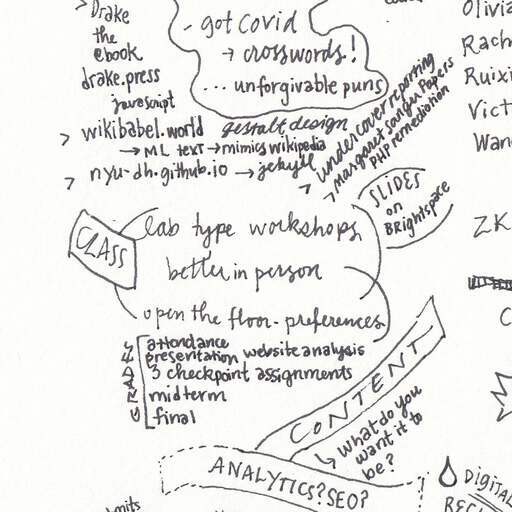 > Drake
the
ebook
drake.press
javascript
- got covid
→ crosswords!
... unforgivable puns
Olivia
Rach
Ruixi
Vict
Wan
> wikibabel.world
→ ML text → mimics wikipedia
gestalt design
> nyu-dh.github.io → jekyll
> undercover reporting
> Margaret Sanger Papers
PHP remediation
SLIDES
on
BRightspace
CLASS
lab type workshops
better in person
open the floor - preferences
ZK
GRADES
attendance
presentation website analysis
3 checkpoint assignments
midterm
final
CONTENT
↳ what do you
want it to
be?
ANALYTICS? SEO?
DIGITAL
RECL